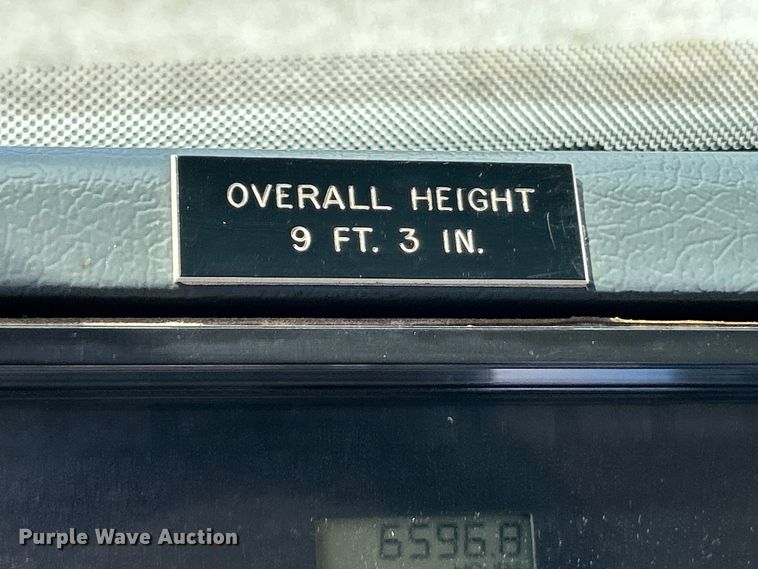 OVERALL HEIGHT
9 FT. 3 IN.
6596.8
Purple Wave Auction